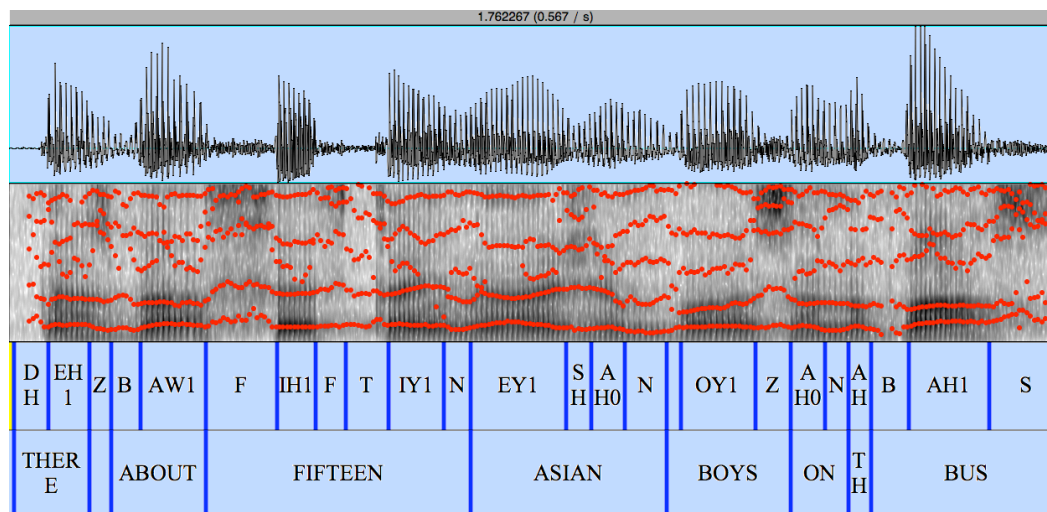 1.762267 (0.567 / s)
DH EH1 Z B AW1 F IH1 F T IY1 N EY1 SH AH0 N OY1 Z AH0 N AH B AH1 S
THERE ABOUT FIFTEEN ASIAN BOYS ON TH BUS